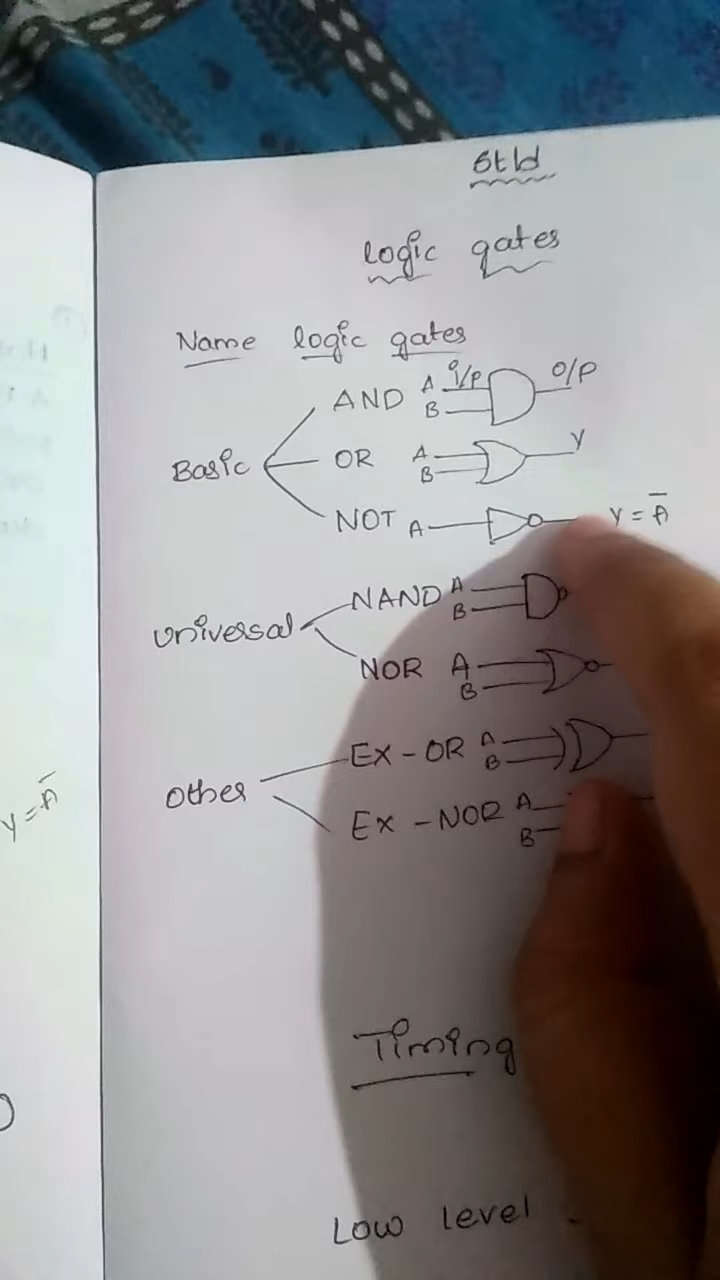 Stld
Logic gates
Name logic gates
Basic
AND A B i/p O/P
OR A B Y
NOT A Y = A̅
Universal
NAND A B
NOR A B
Other
EX-OR A B
EX-NOR A B
Y = A̅
Timing
Low level